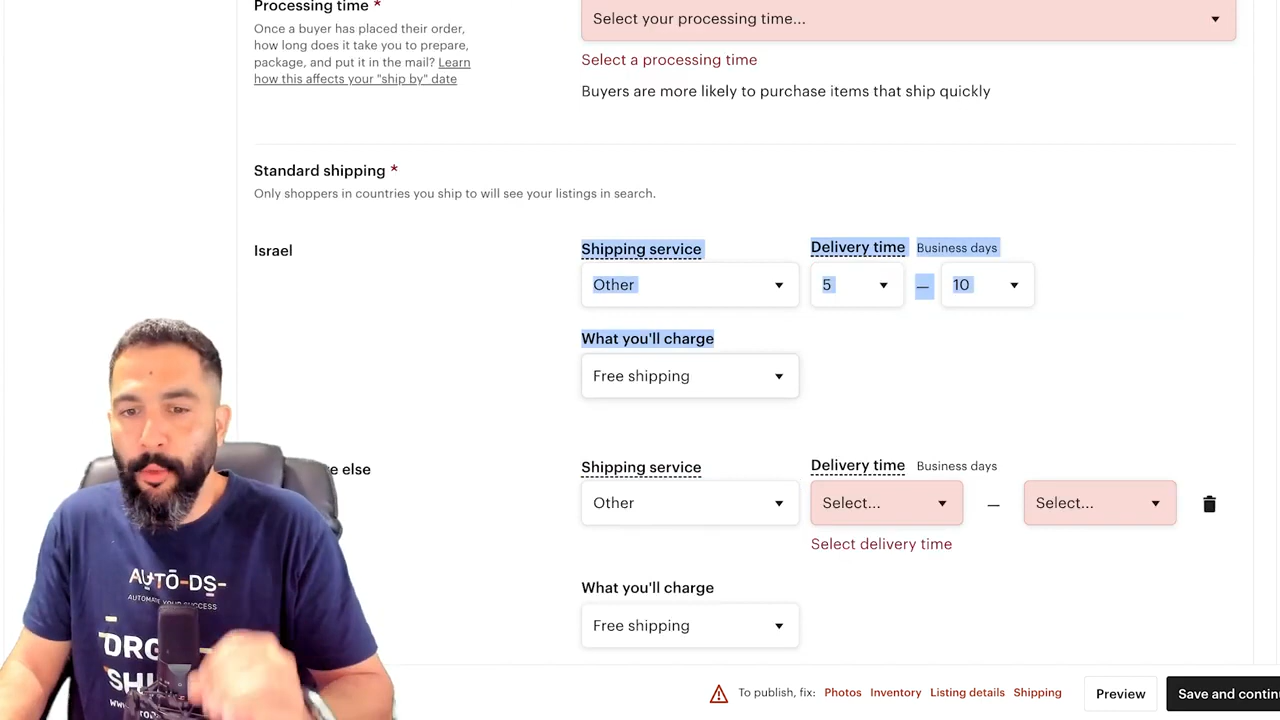 Processing time *
Once a buyer has placed their order,
how long does it take you to prepare,
package, and put it in the mail? Learn
how this affects your "ship by" date
Select your processing time...
Select a processing time
Buyers are more likely to purchase items that ship quickly
Standard shipping *
Only shoppers in countries you ship to will see your listings in search.
Israel
Shipping service
Delivery time Business days
Other
5 — 10
What you'll charge
Free shipping
else
Shipping service
Delivery time Business days
Other
Select... — Select...
Select delivery time
What you'll charge
Free shipping
AUTO-DS-
AUTOMATE YOUR SUCCESS
To publish, fix: Photos Inventory Listing details Shipping
Preview
Save and contin